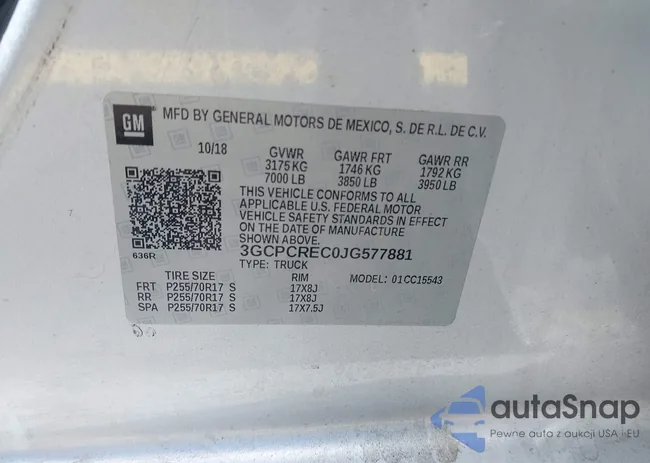 GM
MFD BY GENERAL MOTORS DE MEXICO, S. DE R.L. DE C.V.
10/18 GVWR GAWR FRT GAWR RR
3175 KG 1746 KG 1792 KG
7000 LB 3850 LB 3950 LB
THIS VEHICLE CONFORMS TO ALL
APPLICABLE U.S. FEDERAL MOTOR
VEHICLE SAFETY STANDARDS IN EFFECT
ON THE DATE OF MANUFACTURE
SHOWN ABOVE.
636R
3GCPCREC0JG577881
TYPE: TRUCK
TIRE SIZE RIM MODEL: 01CC15543
FRT P255/70R17 S 17X8J
RR P255/70R17 S 17X8J
SPA P255/70R17 S 17X7.5J
autaSnap
Pewne auta z aukcji USA i EU